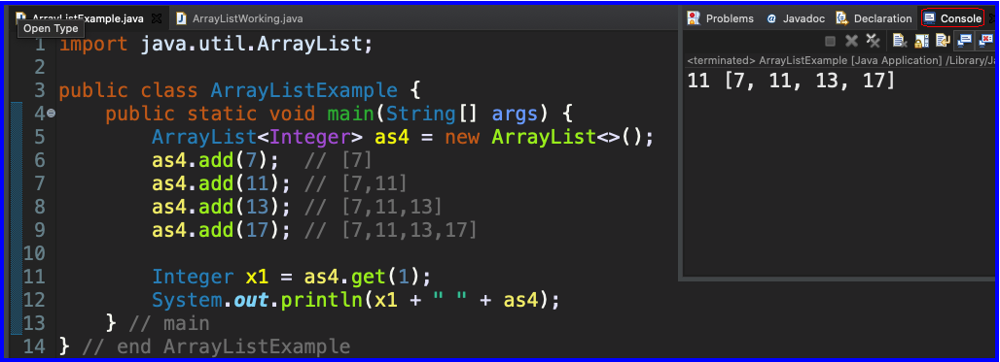 ArrayListExample.java ArrayListWorking.java
Open Type
1 import java.util.ArrayList;
2
3 public class ArrayListExample {
4 public static void main(String[] args) {
5 ArrayList<Integer> as4 = new ArrayList<>();
6 as4.add(7);  // [7]
7 as4.add(11); // [7,11]
8 as4.add(13); // [7,11,13]
9 as4.add(17); // [7,11,13,17]
10
11 Integer x1 = as4.get(1);
12 System.out.println(x1 + " " + as4);
13 } // main
14 } // end ArrayListExample
Problems @ Javadoc Declaration Console
<terminated> ArrayListExample [Java Application] /Library/Ja
11 [7, 11, 13, 17]